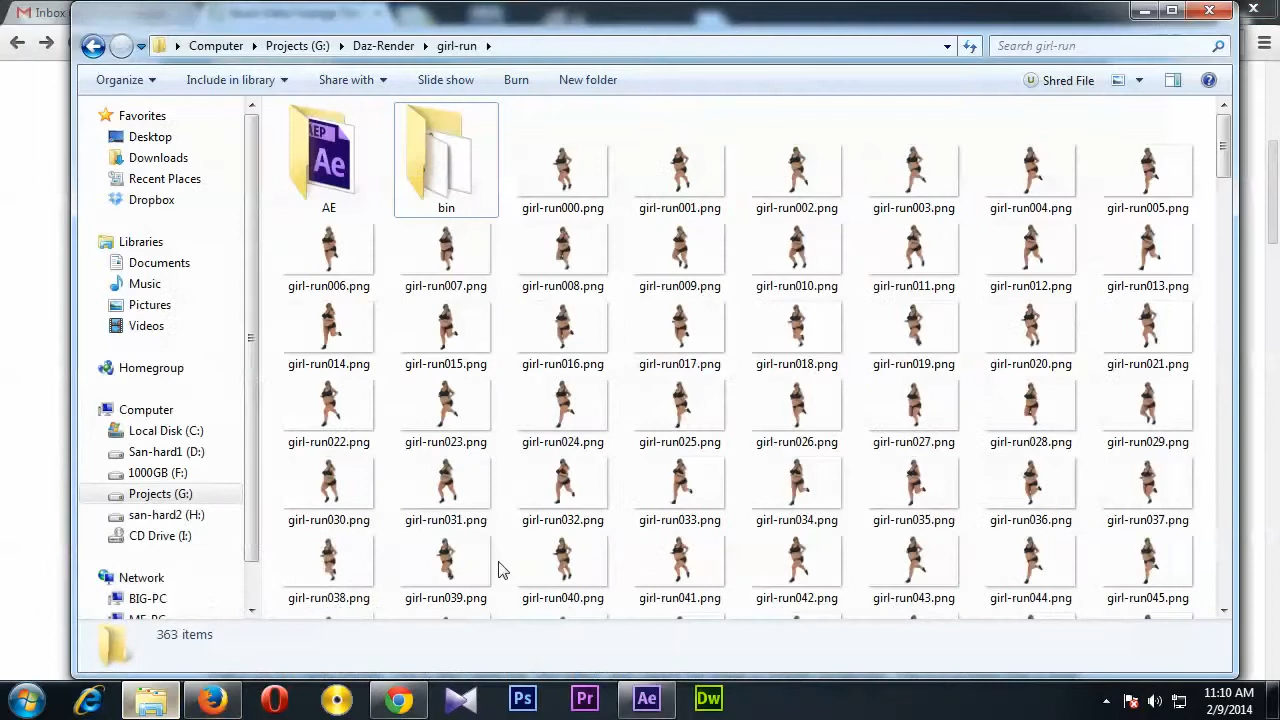 Inbox
Computer Projects (G:) Daz-Render girl-run
Search girl-run
Organize Include in library Share with Slide show Burn New folder Shred File
Favorites
Desktop
Downloads
Recent Places
Dropbox
Libraries
Documents
Music
Pictures
Videos
Homegroup
Computer
Local Disk (C:)
San-hard1 (D:)
1000GB (F:)
Projects (G:)
san-hard2 (H:)
CD Drive (I:)
Network
BIG-PC
AEP
Ae
AE bin girl-run000.png girl-run001.png girl-run002.png girl-run003.png girl-run004.png girl-run005.png
girl-run006.png girl-run007.png girl-run008.png girl-run009.png girl-run010.png girl-run011.png girl-run012.png girl-run013.png
girl-run014.png girl-run015.png girl-run016.png girl-run017.png girl-run018.png girl-run019.png girl-run020.png girl-run021.png
girl-run022.png girl-run023.png girl-run024.png girl-run025.png girl-run026.png girl-run027.png girl-run028.png girl-run029.png
girl-run030.png girl-run031.png girl-run032.png girl-run033.png girl-run034.png girl-run035.png girl-run036.png girl-run037.png
girl-run038.png girl-run039.png girl-run040.png girl-run041.png girl-run042.png girl-run043.png girl-run044.png girl-run045.png
363 items
Ps Pr Ae Dw
11:10 AM
2/9/2014